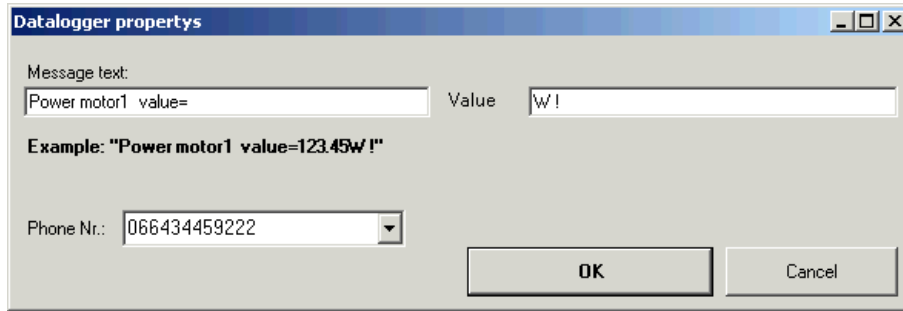 Datalogger propertys
Message text:
Power motor1  value= Value W !
Example: "Power motor1  value=123.45W !"
Phone Nr.: 066434459222
OK Cancel